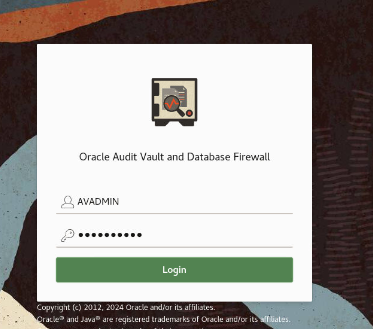 Oracle Audit Vault and Database Firewall
AVADMIN
••••••••••
Login
Copyright (c) 2012, 2024 Oracle and/or its affiliates.
Oracle® and Java® are registered trademarks of Oracle and/or its affiliates.